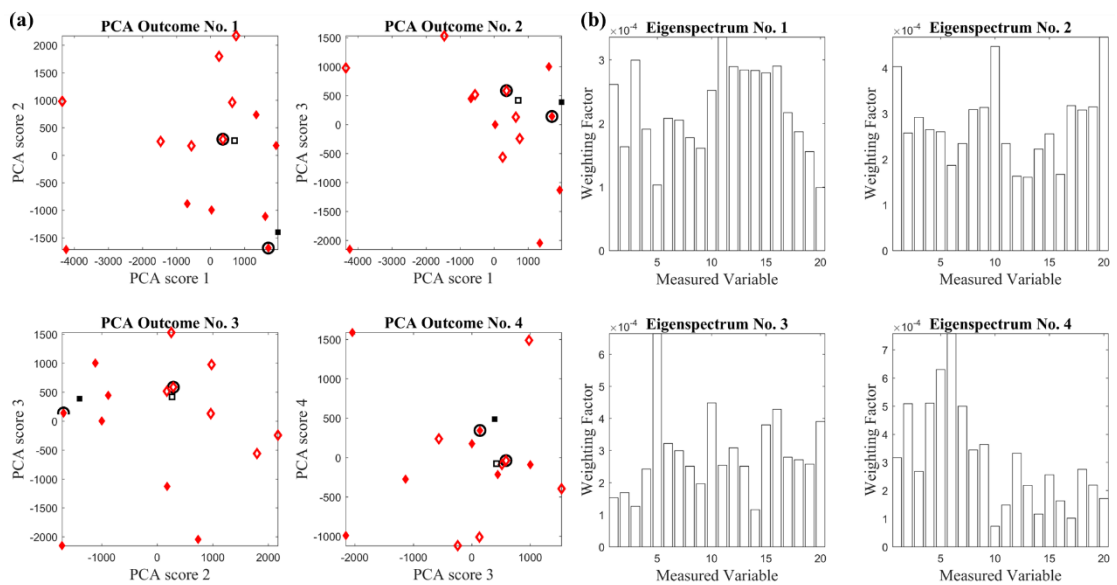 (a)
PCA Outcome No. 1
2000
1500
1000
500
0
-500
-1000
-1500
PCA score 2
-4000 -3000 -2000 -1000 0 1000
PCA score 1
PCA Outcome No. 2
1500
1000
500
0
-500
-1000
-1500
-2000
PCA score 3
-4000 -3000 -2000 -1000 0 1000
PCA score 1
PCA Outcome No. 3
1500
1000
500
0
-500
-1000
-1500
-2000
PCA score 3
-1000 0 1000 2000
PCA score 2
PCA Outcome No. 4
1500
1000
500
0
-500
-1000
PCA score 4
-2000 -1000 0 1000
PCA score 3
(b)
×10⁻⁴
Eigenspectrum No. 1
3
2
1
0
Weighting Factor
5 10 15 20
Measured Variable
×10⁻⁴
Eigenspectrum No. 2
4
3
2
1
0
Weighting Factor
5 10 15 20
Measured Variable
×10⁻⁴
Eigenspectrum No. 3
6
5
4
3
2
1
0
Weighting Factor
5 10 15 20
Measured Variable
×10⁻⁴
Eigenspectrum No. 4
6
4
2
0
Weighting Factor
5 10 15 20
Measured Variable